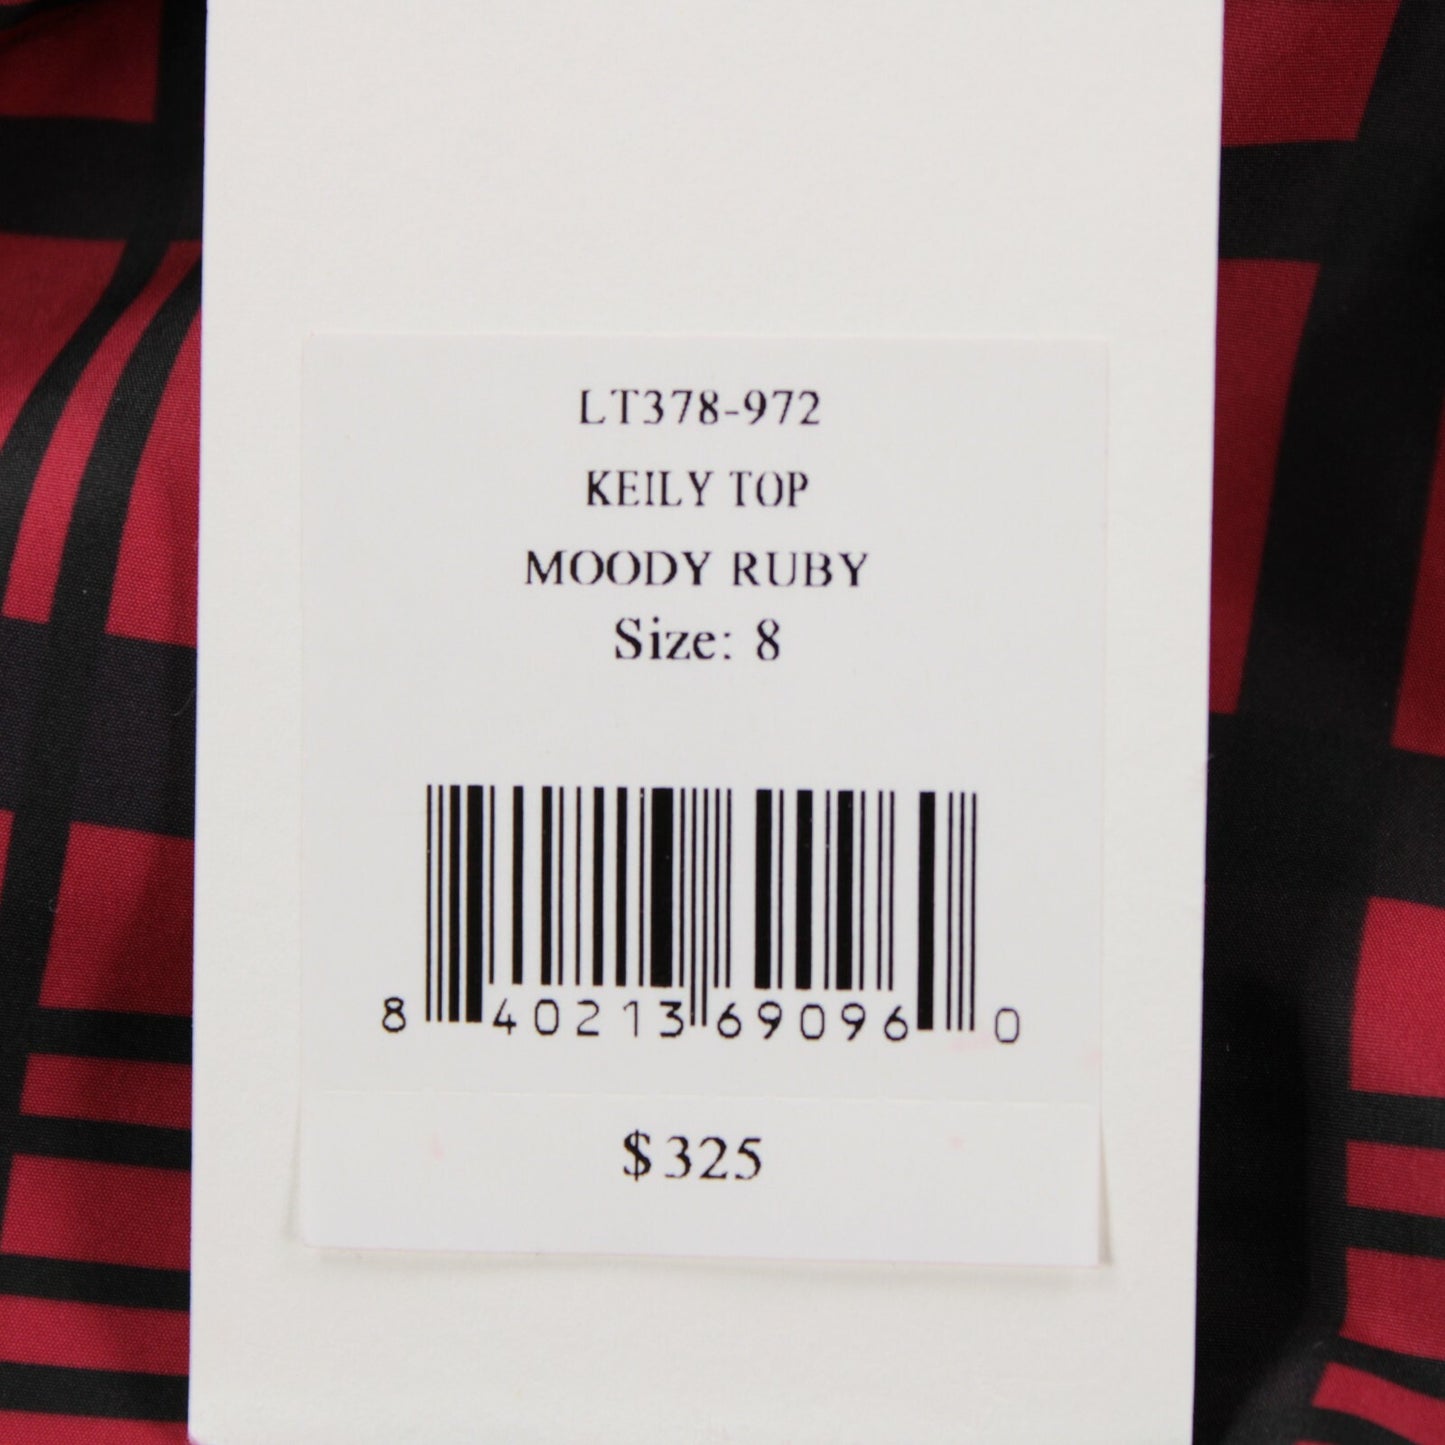 LT378-972
KEILY TOP
MOODY RUBY
Size: 8
8 40213 69096 0
$325